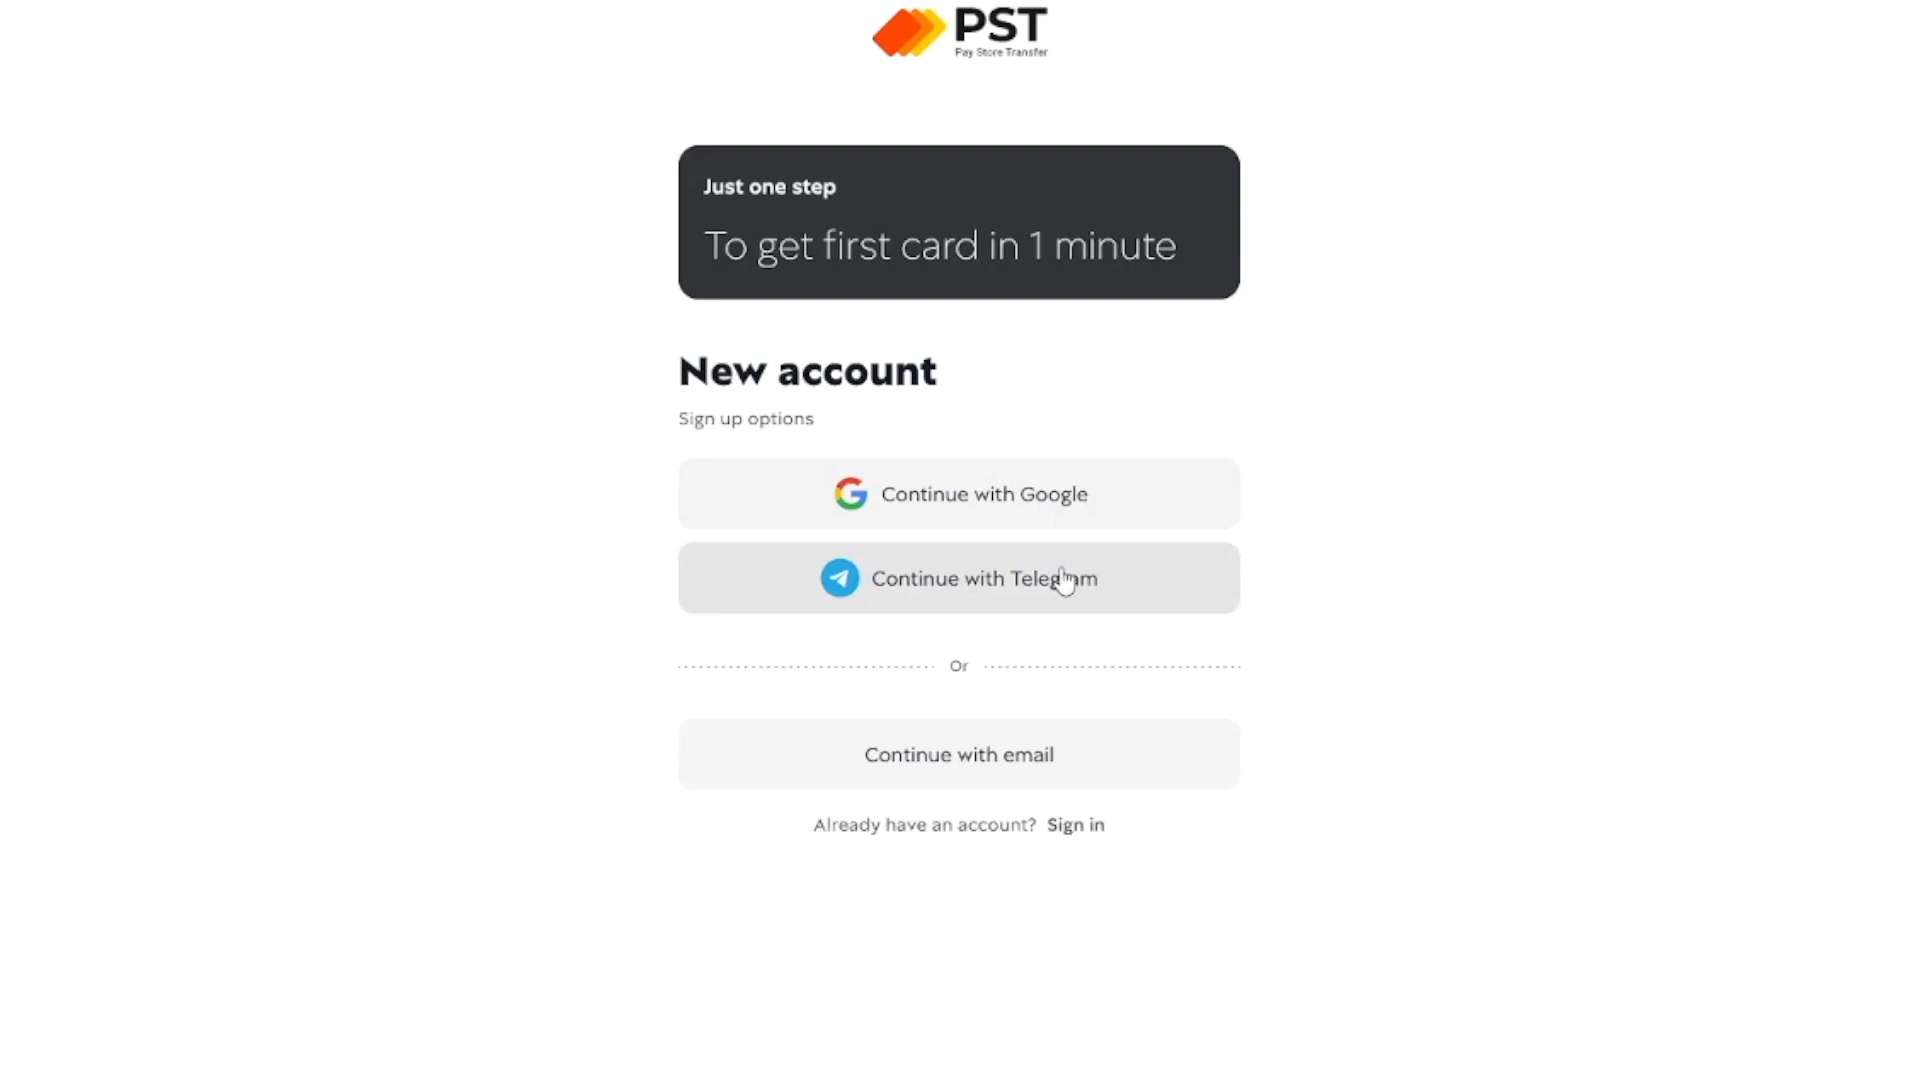 PST
Pay Store Transfer
Just one step
To get first card in 1 minute
New account
Sign up options
Continue with Google
Continue with Telegram
Or
Continue with email
Already have an account? Sign in